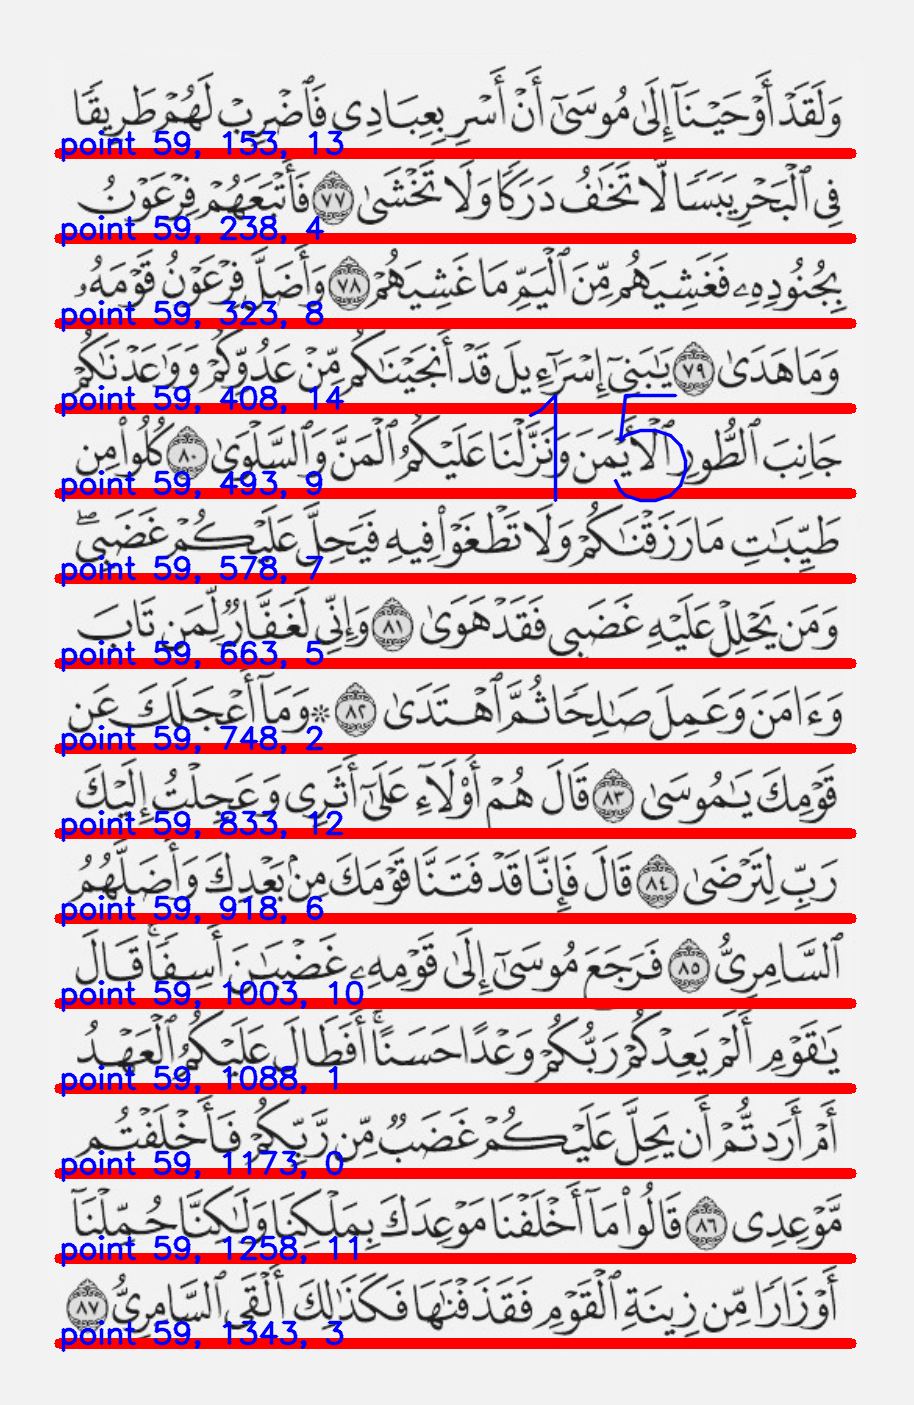 وَلَقَدْ أَوْحَيْنَآ إِلَىٰ مُوسَىٰٓ أَنْ أَسْرِ بِعِبَادِى فَٱضْرِبْ لَهُمْ طَرِيقًا
point 59, 153, 13
فِى ٱلْبَحْرِ يَبَسًا لَّا تَخَـٰفُ دَرَكًا وَلَا تَخْشَىٰ ٧٧ فَأَتْبَعَهُمْ فِرْعَوْنُ
point 59, 238, 4
بِجُنُودِهِۦ فَغَشِيَهُم مِّنَ ٱلْيَمِّ مَا غَشِيَهُمْ ٧٨ وَأَضَلَّ فِرْعَوْنُ قَوْمَهُۥ
point 59, 323, 8
وَمَا هَدَىٰ ٧٩ يَـٰبَنِىٓ إِسْرَٰٓءِيلَ قَدْ أَنجَيْنَـٰكُم مِّنْ عَدُوِّكُمْ وَوَٰعَدْنَـٰكُمْ
point 59, 408, 14
15
جَانِبَ ٱلطُّورِ ٱلْأَيْمَنَ وَنَزَّلْنَا عَلَيْكُمُ ٱلْمَنَّ وَٱلسَّلْوَىٰ ٨٠ كُلُوا۟ مِن
point 59, 493, 9
طَيِّبَـٰتِ مَا رَزَقْنَـٰكُمْ وَلَا تَطْغَوْا۟ فِيهِ فَيَحِلَّ عَلَيْكُمْ غَضَبِىۖ
point 59, 578, 7
وَمَن يَحْلِلْ عَلَيْهِ غَضَبِى فَقَدْ هَوَىٰ ٨١ وَإِنِّى لَغَفَّارٌ لِّمَن تَابَ
point 59, 663, 5
وَءَامَنَ وَعَمِلَ صَـٰلِحًا ثُمَّ ٱهْتَدَىٰ ٨٢ ۞ وَمَآ أَعْجَلَكَ عَن
point 59, 748, 2
قَوْمِكَ يَـٰمُوسَىٰ ٨٣ قَالَ هُمْ أُو۟لَآءِ عَلَىٰٓ أَثَرِى وَعَجِلْتُ إِلَيْكَ
point 59, 833, 12
رَبِّ لِتَرْضَىٰ ٨٤ قَالَ فَإِنَّا قَدْ فَتَنَّا قَوْمَكَ مِنۢ بَعْدِكَ وَأَضَلَّهُمُ
point 59, 918, 6
ٱلسَّامِرِىُّ ٨٥ فَرَجَعَ مُوسَىٰٓ إِلَىٰ قَوْمِهِۦ غَضْبَـٰنَ أَسِفًاۚ قَالَ
point 59, 1003, 10
يَـٰقَوْمِ أَلَمْ يَعِدْكُمْ رَبُّكُمْ وَعْدًا حَسَنًاۚ أَفَطَالَ عَلَيْكُمُ ٱلْعَهْدُ
point 59, 1088, 1
أَمْ أَرَدتُّمْ أَن يَحِلَّ عَلَيْكُمْ غَضَبٌ مِّن رَّبِّكُمْ فَأَخْلَفْتُم
point 59, 1173, 0
مَّوْعِدِى ٨٦ قَالُوا۟ مَآ أَخْلَفْنَا مَوْعِدَكَ بِمَلْكِنَا وَلَـٰكِنَّا حُمِّلْنَآ
point 59, 1258, 11
أَوْزَارًا مِّن زِينَةِ ٱلْقَوْمِ فَقَذَفْنَـٰهَا فَكَذَٰلِكَ أَلْقَى ٱلسَّامِرِىُّ ٨٧
point 59, 1343, 3